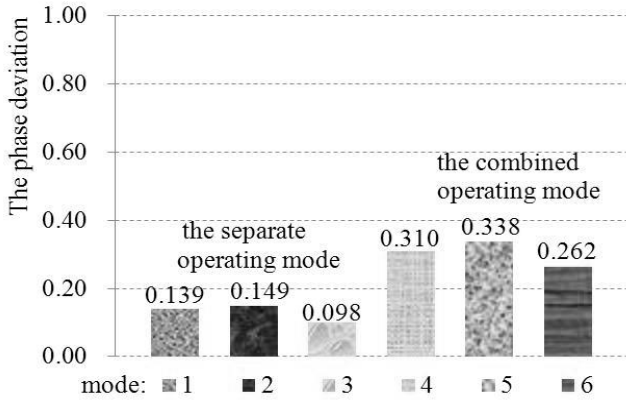 1.00
The phase deviation
0.80
0.60
the combined
operating mode
0.40
0.338
the separate
operating mode
0.310
0.262
0.20
0.139
0.149
0.098
0.00
mode: 1 2 3 4 5 6